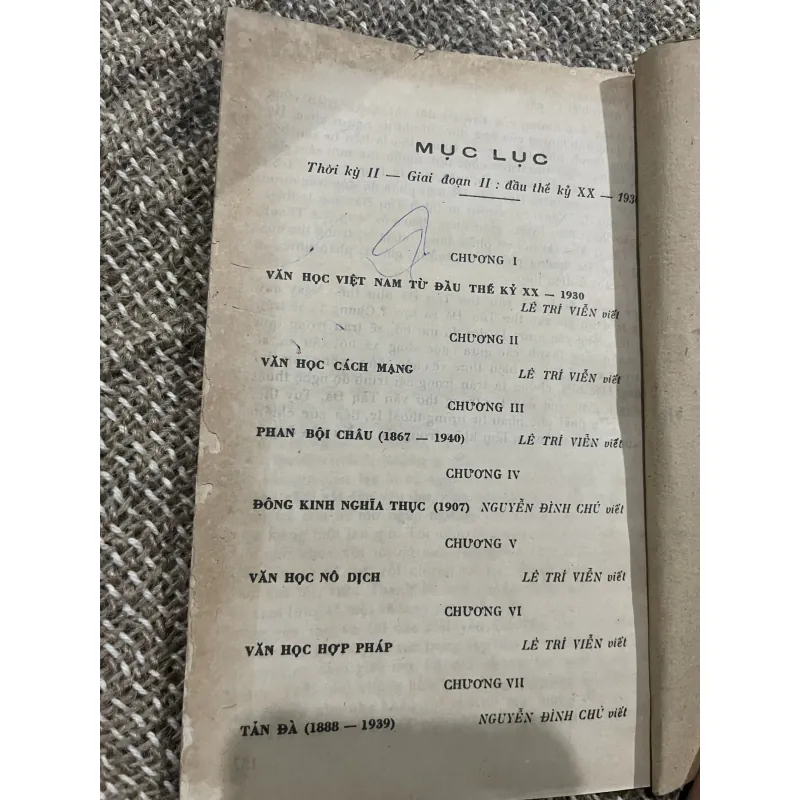 MỤC LỤC
Thời kỳ II — Giai đoạn II : đầu thế kỷ XX — 1930
CHƯƠNG I
VĂN HỌC VIỆT NAM TỪ ĐẦU THẾ KỶ XX — 1930
LÊ TRÍ VIỄN viết
CHƯƠNG II
VĂN HỌC CÁCH MẠNG LÊ TRÍ VIỄN viết
CHƯƠNG III
PHAN BỘI CHÂU (1867 — 1940) LÊ TRÍ VIỄN viết
CHƯƠNG IV
ĐÔNG KINH NGHĨA THỤC (1907) NGUYỄN ĐÌNH CHÚ viết
CHƯƠNG V
VĂN HỌC NÔ DỊCH LÊ TRÍ VIỄN viết
CHƯƠNG VI
VĂN HỌC HỢP PHÁP LÊ TRÍ VIỄN viết
CHƯƠNG VII
TẢN ĐÀ (1888 — 1939) NGUYỄN ĐÌNH CHÚ viết